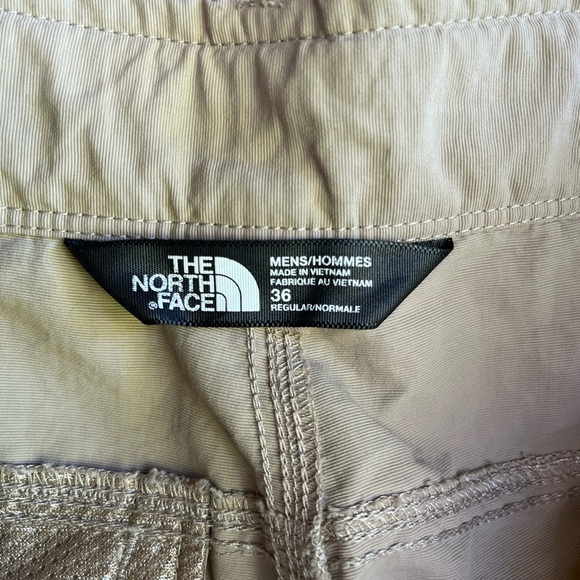 THE
NORTH
FACE
MENS/HOMMES
MADE IN VIETNAM
FABRIQUE AU VIETNAM
36
REGULAR/NORMALE